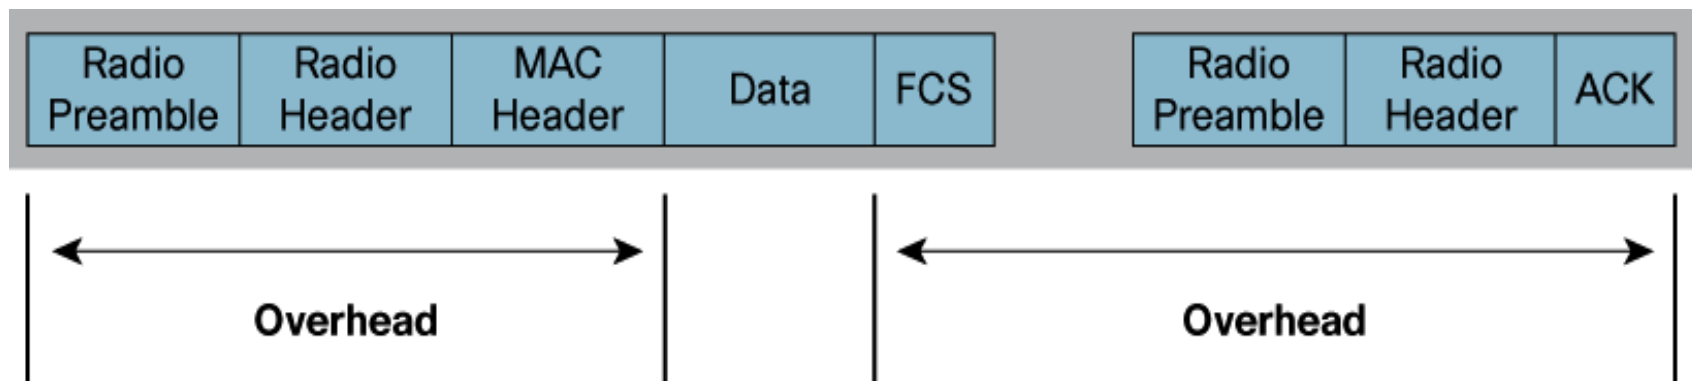 Radio
Preamble
Radio
Header
MAC
Header
Data
FCS
Radio
Preamble
Radio
Header
ACK
Overhead
Overhead